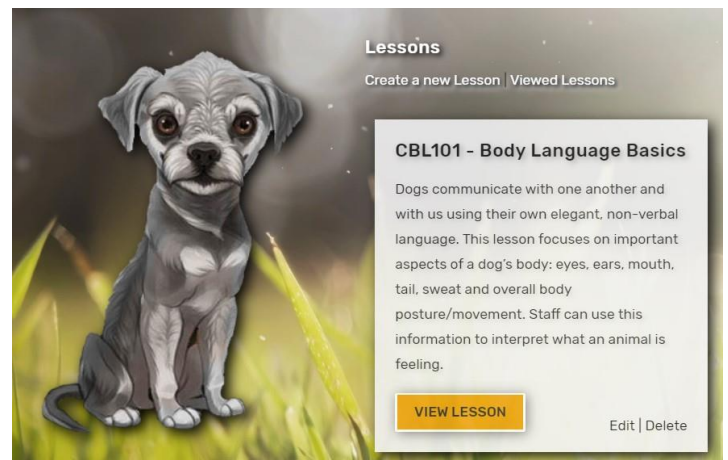 Lessons
Create a new Lesson | Viewed Lessons
CBL101 - Body Language Basics
Dogs communicate with one another and
with us using their own elegant, non-verbal
language. This lesson focuses on important
aspects of a dog's body: eyes, ears, mouth,
tail, sweat and overall body
posture/movement. Staff can use this
information to interpret what an animal is
feeling.
VIEW LESSON
Edit | Delete